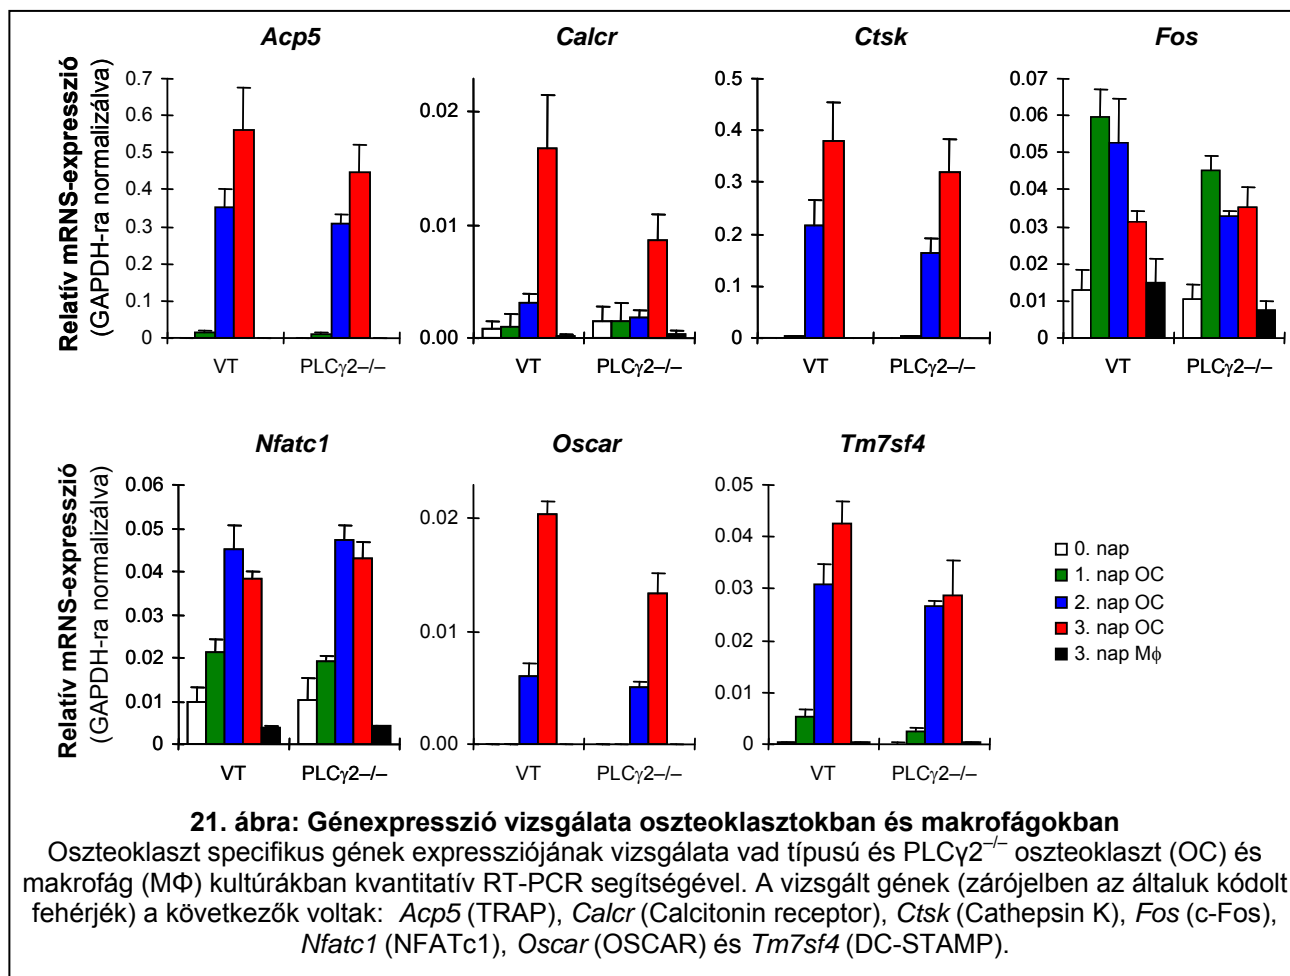 Acp5
Calcr
Ctsk
Fos
Relatív mRNS-expresszió
(GAPDH-ra normalizálva)
0.7
0.6
0.5
0.4
0.3
0.2
0.1
0
VT
PLCγ2–/–
0.02
0.01
0.00
VT
PLCγ2–/–
0.5
0.4
0.3
0.2
0.1
0
VT
PLCγ2–/–
0.07
0.06
0.05
0.04
0.03
0.02
0.01
0
VT
PLCγ2–/–
Nfatc1
Oscar
Tm7sf4
Relatív mRNS-expresszió
(GAPDH-ra normalizálva)
0.06
0.05
0.04
0.03
0.02
0.01
0
VT
PLCγ2–/–
0.02
0.01
0.00
VT
PLCγ2–/–
0.05
0.04
0.03
0.02
0.01
0
VT
PLCγ2–/–
0. nap
1. nap OC
2. nap OC
3. nap OC
3. nap Mϕ
21. ábra: Génexpresszió vizsgálata oszteoklasztokban és makrofágokban
Oszteoklaszt specifikus gének expressziójának vizsgálata vad típusú és PLCγ2⁻/⁻ oszteoklaszt (OC) és
makrofág (MΦ) kultúrákban kvantitatív RT-PCR segítségével. A vizsgált gének (zárójelben az általuk kódolt
fehérjék) a következők voltak: Acp5 (TRAP), Calcr (Calcitonin receptor), Ctsk (Cathepsin K), Fos (c-Fos),
Nfatc1 (NFATc1), Oscar (OSCAR) és Tm7sf4 (DC-STAMP).